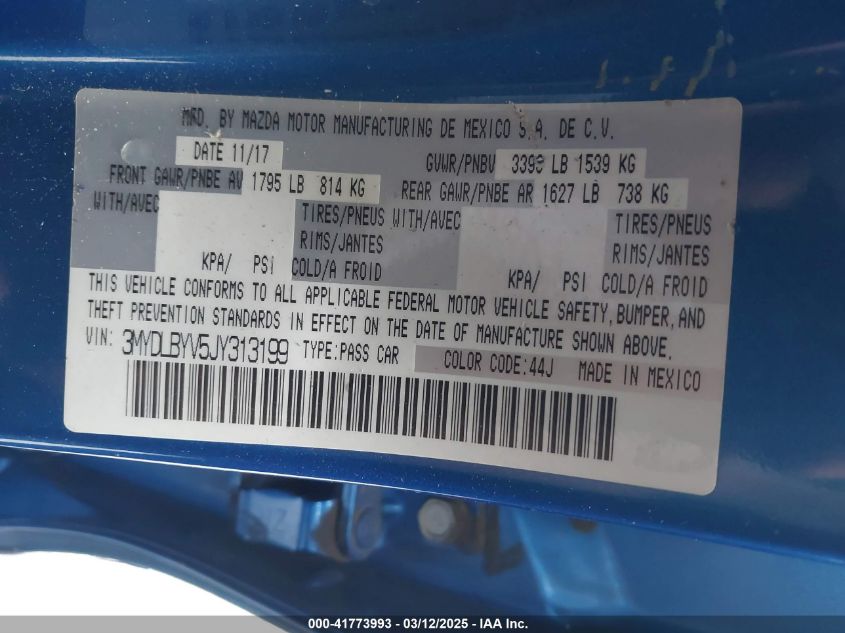 MFD. BY MAZDA MOTOR MANUFACTURING DE MEXICO S.A. DE C.V.
DATE 11/17 GVWR/PNBV 3393 LB 1539 KG
FRONT GAWR/PNBE AV 1795 LB 814 KG REAR GAWR/PNBE AR 1627 LB 738 KG
WITH/AVEC TIRES/PNEUS WITH/AVEC TIRES/PNEUS
RIMS/JANTES RIMS/JANTES
KPA/ PSI COLD/A FROID KPA/ PSI COLD/A FROID
THIS VEHICLE CONFORMS TO ALL APPLICABLE FEDERAL MOTOR VEHICLE SAFETY, BUMPER, AND
THEFT PREVENTION STANDARDS IN EFFECT ON THE DATE OF MANUFACTURE SHOWN ABOVE.
VIN: 3MYDLBYV5JY313199 TYPE:PASS CAR COLOR CODE:44J MADE IN MEXICO
000-41773993 - 03/12/2025 - IAA Inc.